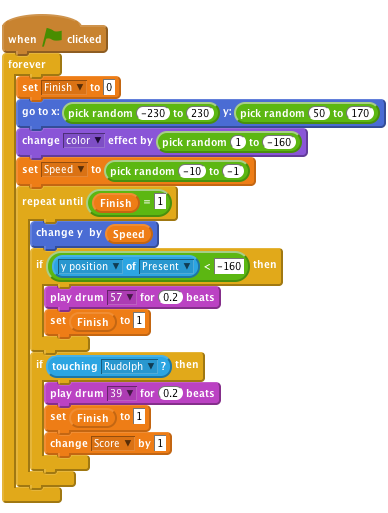 when clicked
forever
set Finish to 0
go to x: pick random -230 to 230 y: pick random 50 to 170
change color effect by pick random 1 to -160
set Speed to pick random -10 to -1
repeat until Finish = 1
change y by Speed
if y position of Present < -160 then
play drum 57 for 0.2 beats
set Finish to 1
if touching Rudolph ? then
play drum 39 for 0.2 beats
set Finish to 1
change Score by 1